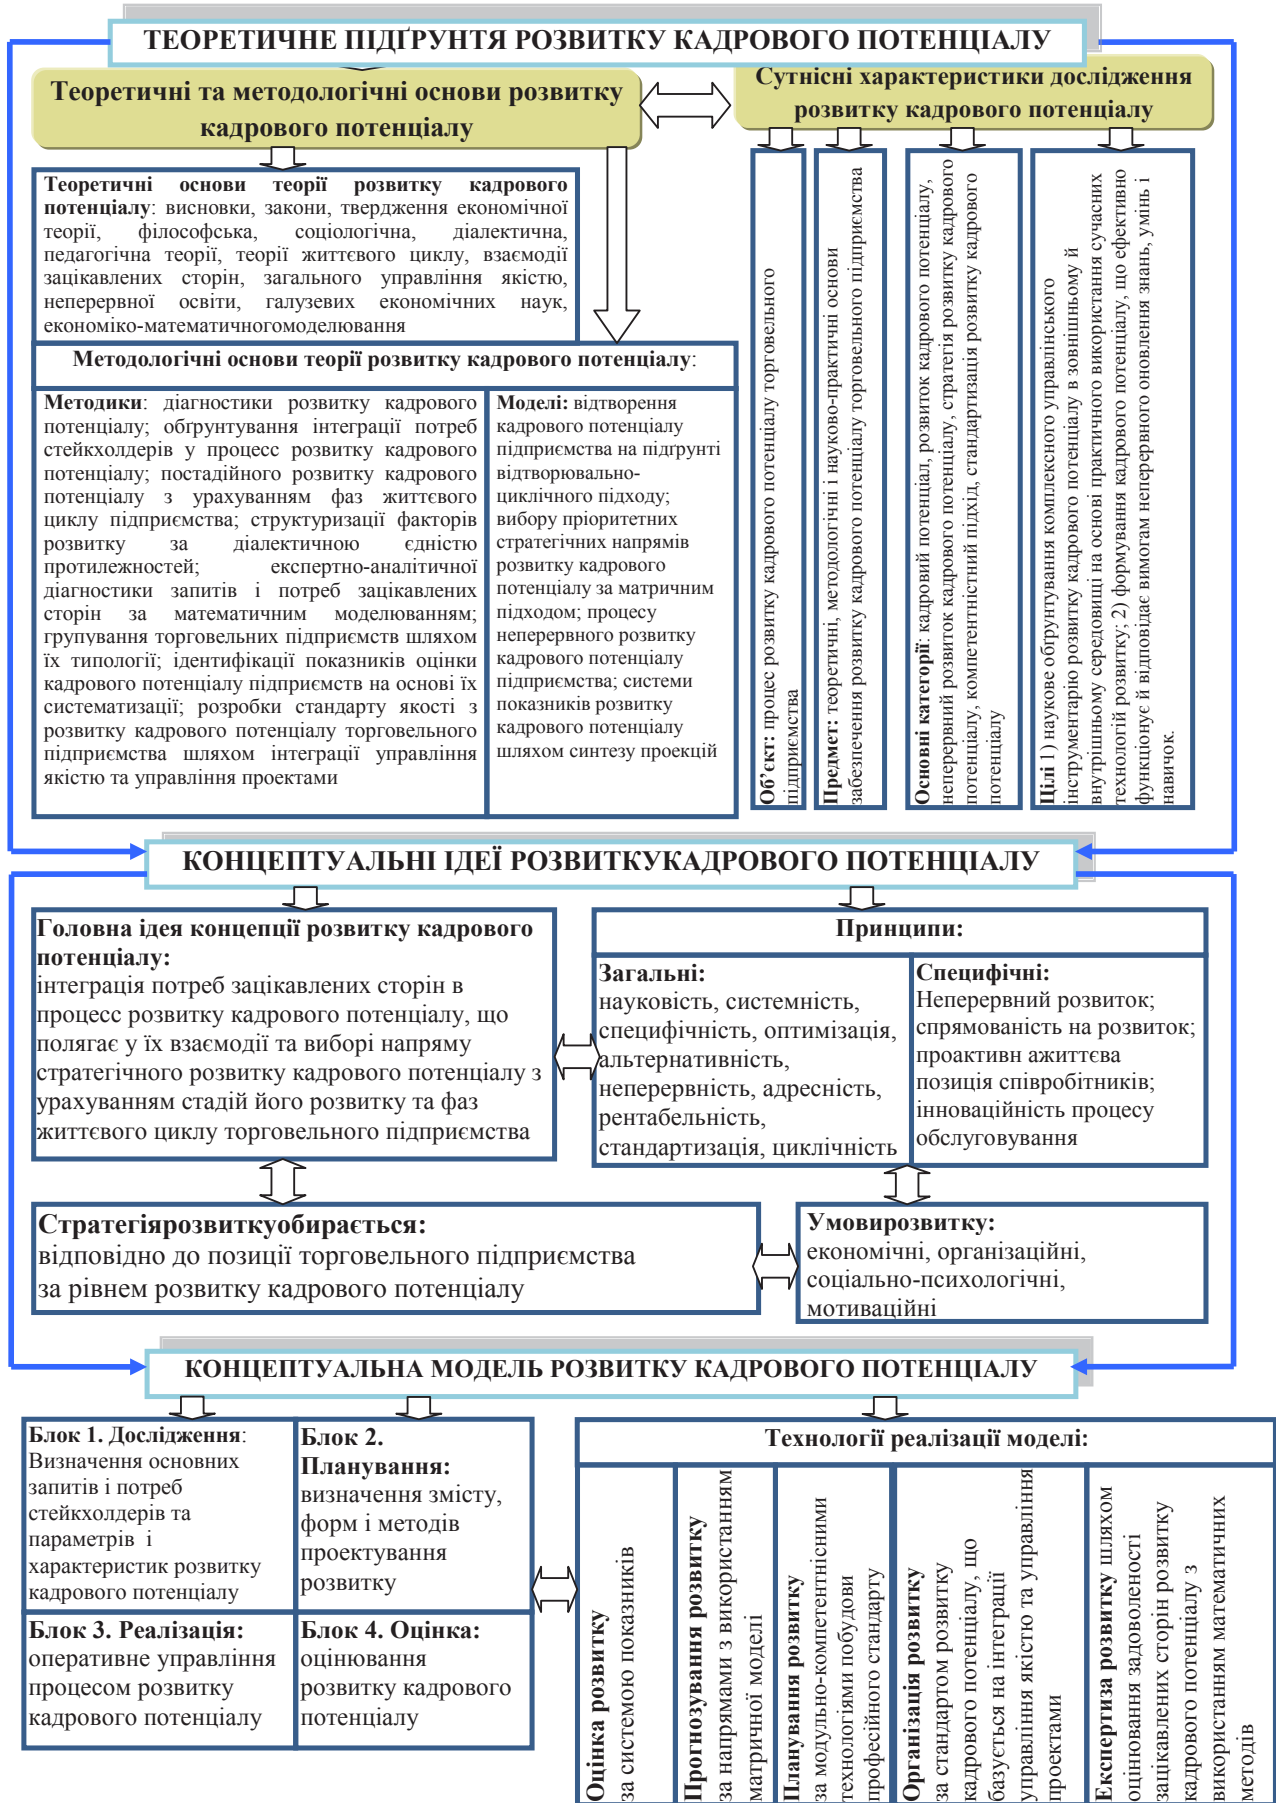 ТЕОРЕТИЧНЕ ПІДҐРУНТЯ РОЗВИТКУ КАДРОВОГО ПОТЕНЦІАЛУ
Теоретичні та методологічні основи розвитку
кадрового потенціалу
Сутнісні характеристики дослідження
розвитку кадрового потенціалу
Теоретичні основи теорії розвитку кадрового
потенціалу: висновки, закони, твердження економічної
теорії, філософська, соціологічна, діалектична,
педагогічна теорії, теорії життєвого циклу, взаємодії
зацікавлених сторін, загального управління якістю,
неперервної освіти, галузевих економічних наук,
економіко-математичногомоделювання
Методологічні основи теорії розвитку кадрового потенціалу:
Методики: діагностики розвитку кадрового
потенціалу; обґрунтування інтеграції потреб
стейкхолдерів у процес розвитку кадрового
потенціалу; постадійного розвитку кадрового
потенціалу з урахуванням фаз життєвого
циклу підприємства; структуризації факторів
розвитку за діалектичною єдністю
протилежностей; експертно-аналітичної
діагностики запитів і потреб зацікавлених
сторін за математичним моделюванням;
групування торговельних підприємств шляхом
їх типології; ідентифікації показників оцінки
кадрового потенціалу підприємств на основі їх
систематизації; розробки стандарту якості з
розвитку кадрового потенціалу торговельного
підприємства шляхом інтеграції управління
якістю та управління проектами
Моделі: відтворення
кадрового потенціалу
підприємства на підґрунті
відтворювально-
циклічного підходу;
вибору пріоритетних
стратегічних напрямів
розвитку кадрового
потенціалу за матричним
підходом; процесу
неперервного розвитку
кадрового потенціалу
підприємства; системи
показників розвитку
кадрового потенціалу
шляхом синтезу проекцій
Об’єкт: процес розвитку кадрового потенціалу торговельного
підприємства
Предмет: теоретичні, методологічні і науково-практичні основи
забезпечення розвитку кадрового потенціалу торговельного підприємства
Основні категорії: кадровий потенціал, розвиток кадрового потенціалу,
неперервний розвиток кадрового потенціалу, стратегія розвитку кадрового
потенціалу, компетентністний підхід, стандартизація розвитку кадрового
потенціалу
Цілі 1) наукове обґрунтування комплексного управлінського
інструментарію розвитку кадрового потенціалу в зовнішньому й
внутрішньому середовищі на основі практичного використання сучасних
технологій розвитку; 2) формування кадрового потенціалу, що ефективно
функціонує й відповідає вимогам неперервного оновлення знань, умінь і
навичок.
КОНЦЕПТУАЛЬНІ ІДЕЇ РОЗВИТКУКАДРОВОГО ПОТЕНЦІАЛУ
Головна ідея концепції розвитку кадрового
потенціалу:
інтеграція потреб зацікавлених сторін в
процесс розвитку кадрового потенціалу, що
полягає у їх взаємодії та виборі напряму
стратегічного розвитку кадрового потенціалу з
урахуванням стадій його розвитку та фаз
життєвого циклу торговельного підприємства
Принципи:
Загальні:
науковість, системність,
специфічність, оптимізація,
альтернативність,
неперервність, адресність,
рентабельність,
стандартизація, циклічність
Специфічні:
Неперервний розвиток;
спрямованість на розвиток;
проактивн ажиттєва
позиція співробітників;
інноваційність процесу
обслуговування
Стратегіярозвиткуобирається:
відповідно до позиції торговельного підприємства
за рівнем розвитку кадрового потенціалу
Умовирозвитку:
економічні, організаційні,
соціально-психологічні,
мотиваційні
КОНЦЕПТУАЛЬНА МОДЕЛЬ РОЗВИТКУ КАДРОВОГО ПОТЕНЦІАЛУ
Блок 1. Дослідження:
Визначення основних
запитів і потреб
стейкхолдерів та
параметрів і
характеристик розвитку
кадрового потенціалу
Блок 2.
Планування:
визначення змісту,
форм і методів
проектування
розвитку
Блок 3. Реалізація:
оперативне управління
процесом розвитку
кадрового потенціалу
Блок 4. Оцінка:
оцінювання
розвитку кадрового
потенціалу
Технології реалізації моделі:
Оцінка розвитку
за системою показників
Прогнозування розвитку
за напрямами з використанням
матричної моделі
Планування розвитку
за модульно-компетентнісними
технологіями побудови
професійного стандарту
Організація розвитку
за стандартом розвитку
кадрового потенціалу, що
базується на інтеграції
управління якістю та управління
проектами
Експертиза розвитку шляхом
оцінювання задоволеності
зацікавлених сторін розвитку
кадрового потенціалу з
використанням математичних
методів